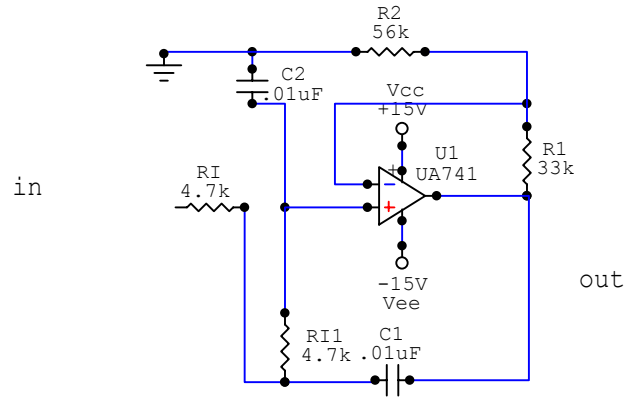 R2
56k
C2
.01uF
Vcc
+15V
U1
UA741
R1
33k
in
RI
4.7k
+
−
+
-15V
Vee
out
RI1
4.7k
C1
.01uF